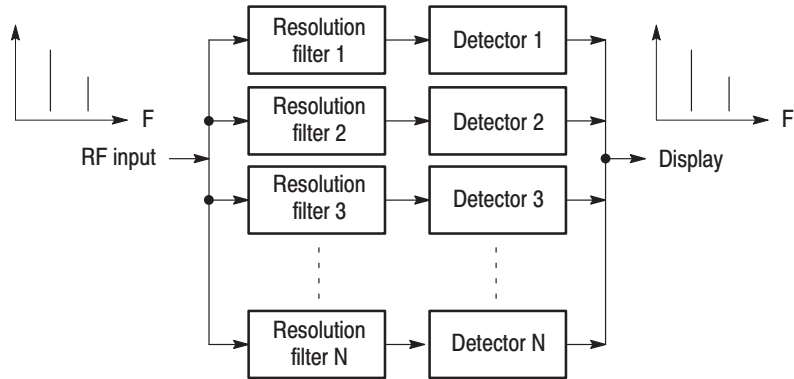 Resolution
filter 1
Detector 1
F
F
Resolution
filter 2
Detector 2
RF input
Display
Resolution
filter 3
Detector 3
Resolution
filter N
Detector N